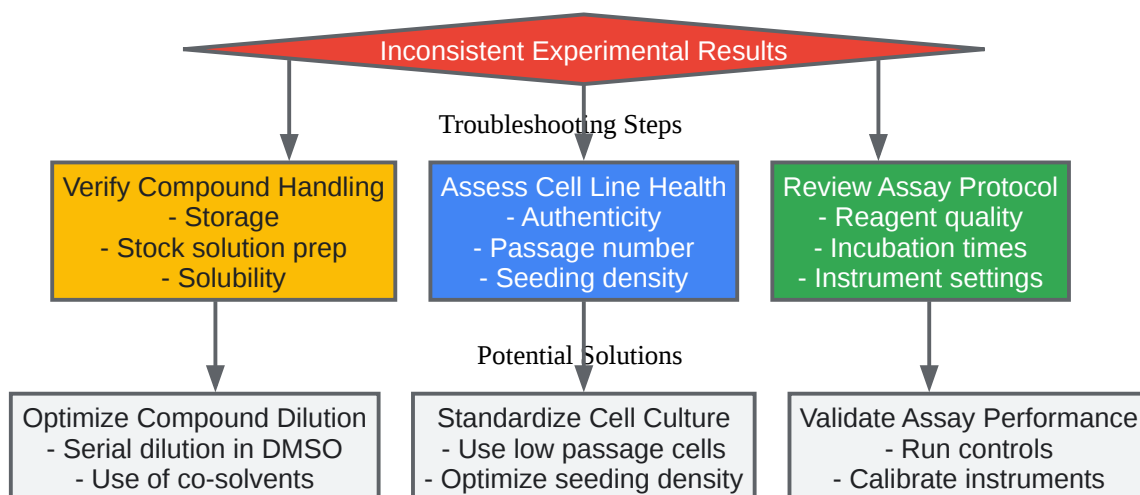 Inconsistent Experimental Results
Troubleshooting Steps
Verify Compound Handling
- Storage
- Stock solution prep
- Solubility
Assess Cell Line Health
- Authenticity
- Passage number
- Seeding density
Review Assay Protocol
- Reagent quality
- Incubation times
- Instrument settings
Potential Solutions
Optimize Compound Dilution
- Serial dilution in DMSO
- Use of co-solvents
Standardize Cell Culture
- Use low passage cells
- Optimize seeding density
Validate Assay Performance
- Run controls
- Calibrate instruments